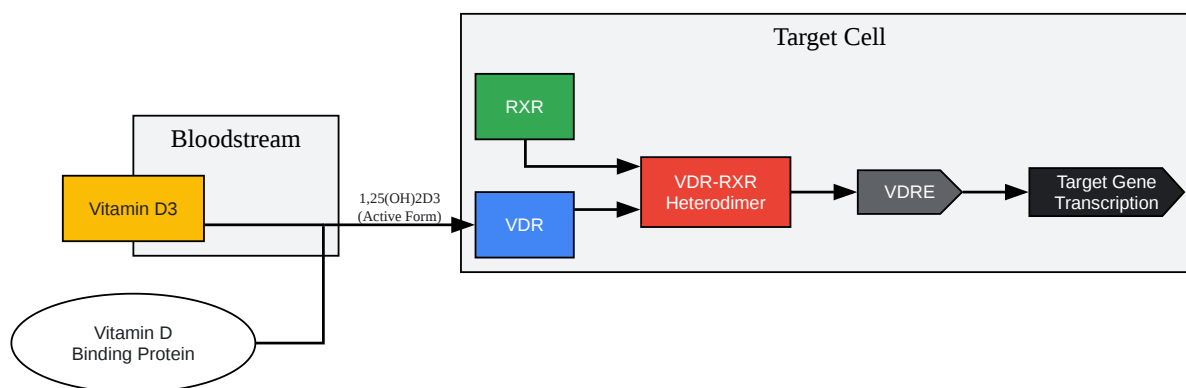 Target Cell
RXR
Bloodstream
Vitamin D3
1,25(OH)2D3
(Active Form)
VDR
VDR-RXR
Heterodimer
VDRE
Target Gene
Transcription
Vitamin D
Binding Protein